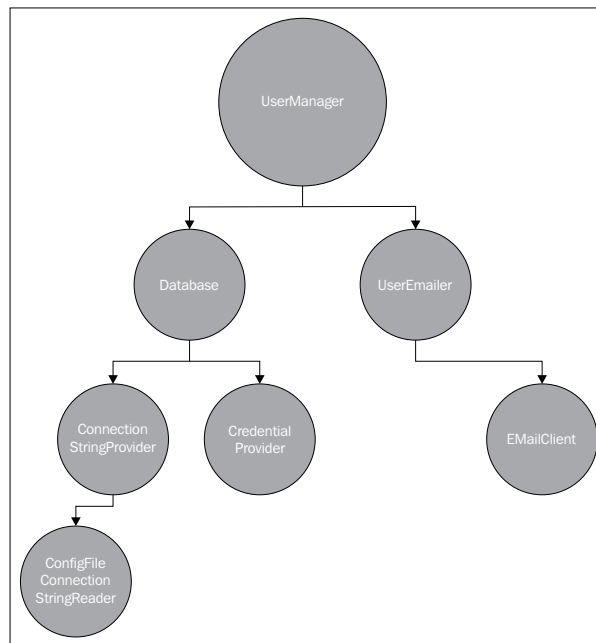 UserManager
Database
UserEmailer
Connection
StringProvider
Credential
Provider
EMailClient
ConfigFile
Connection
StringReader